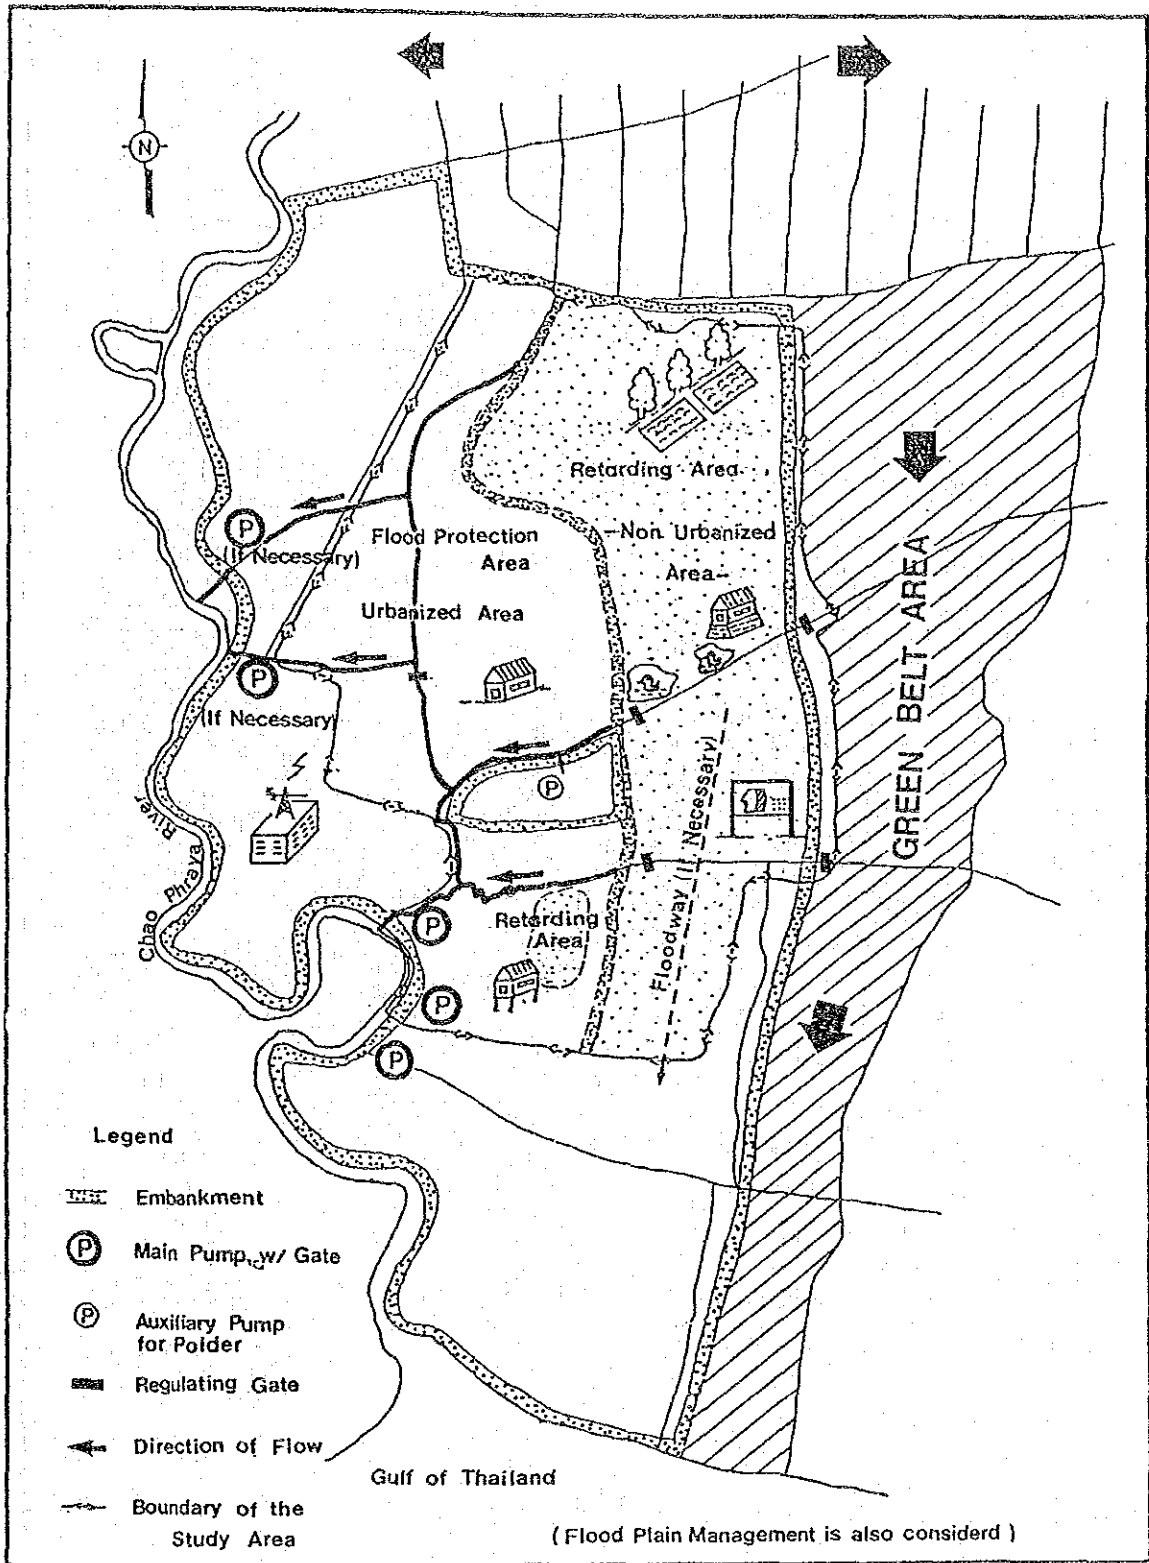 N
Retarding Area
Non Urbanized
Area
Flood Protection
Area
Urbanized Area
P
(If Necessary)
P
(If Necessary)
P
GREEN BELT AREA
Floodway (If Necessary)
Chao Phraya River
Retarding
Area
P
P
P
Legend
Embankment
P Main Pump w/ Gate
P Auxiliary Pump
for Polder
Regulating Gate
Direction of Flow
Boundary of the
Study Area
Gulf of Thailand
( Flood Plain Management is also considerd )